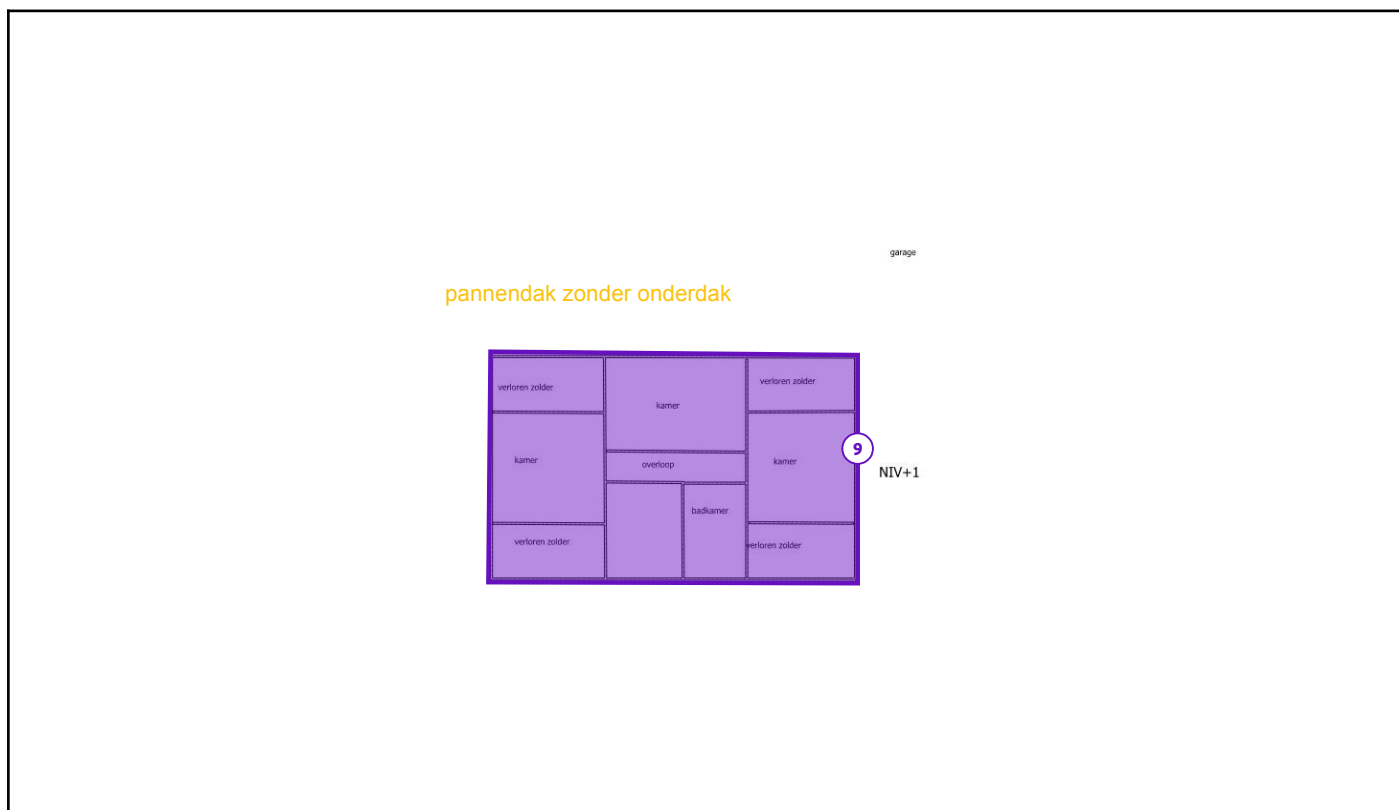 garage
pannendak zonder onderdak
verloren zolder
kamer
verloren zolder
kamer
overloop
kamer
9
NIV+1
badkamer
verloren zolder
verloren zolder